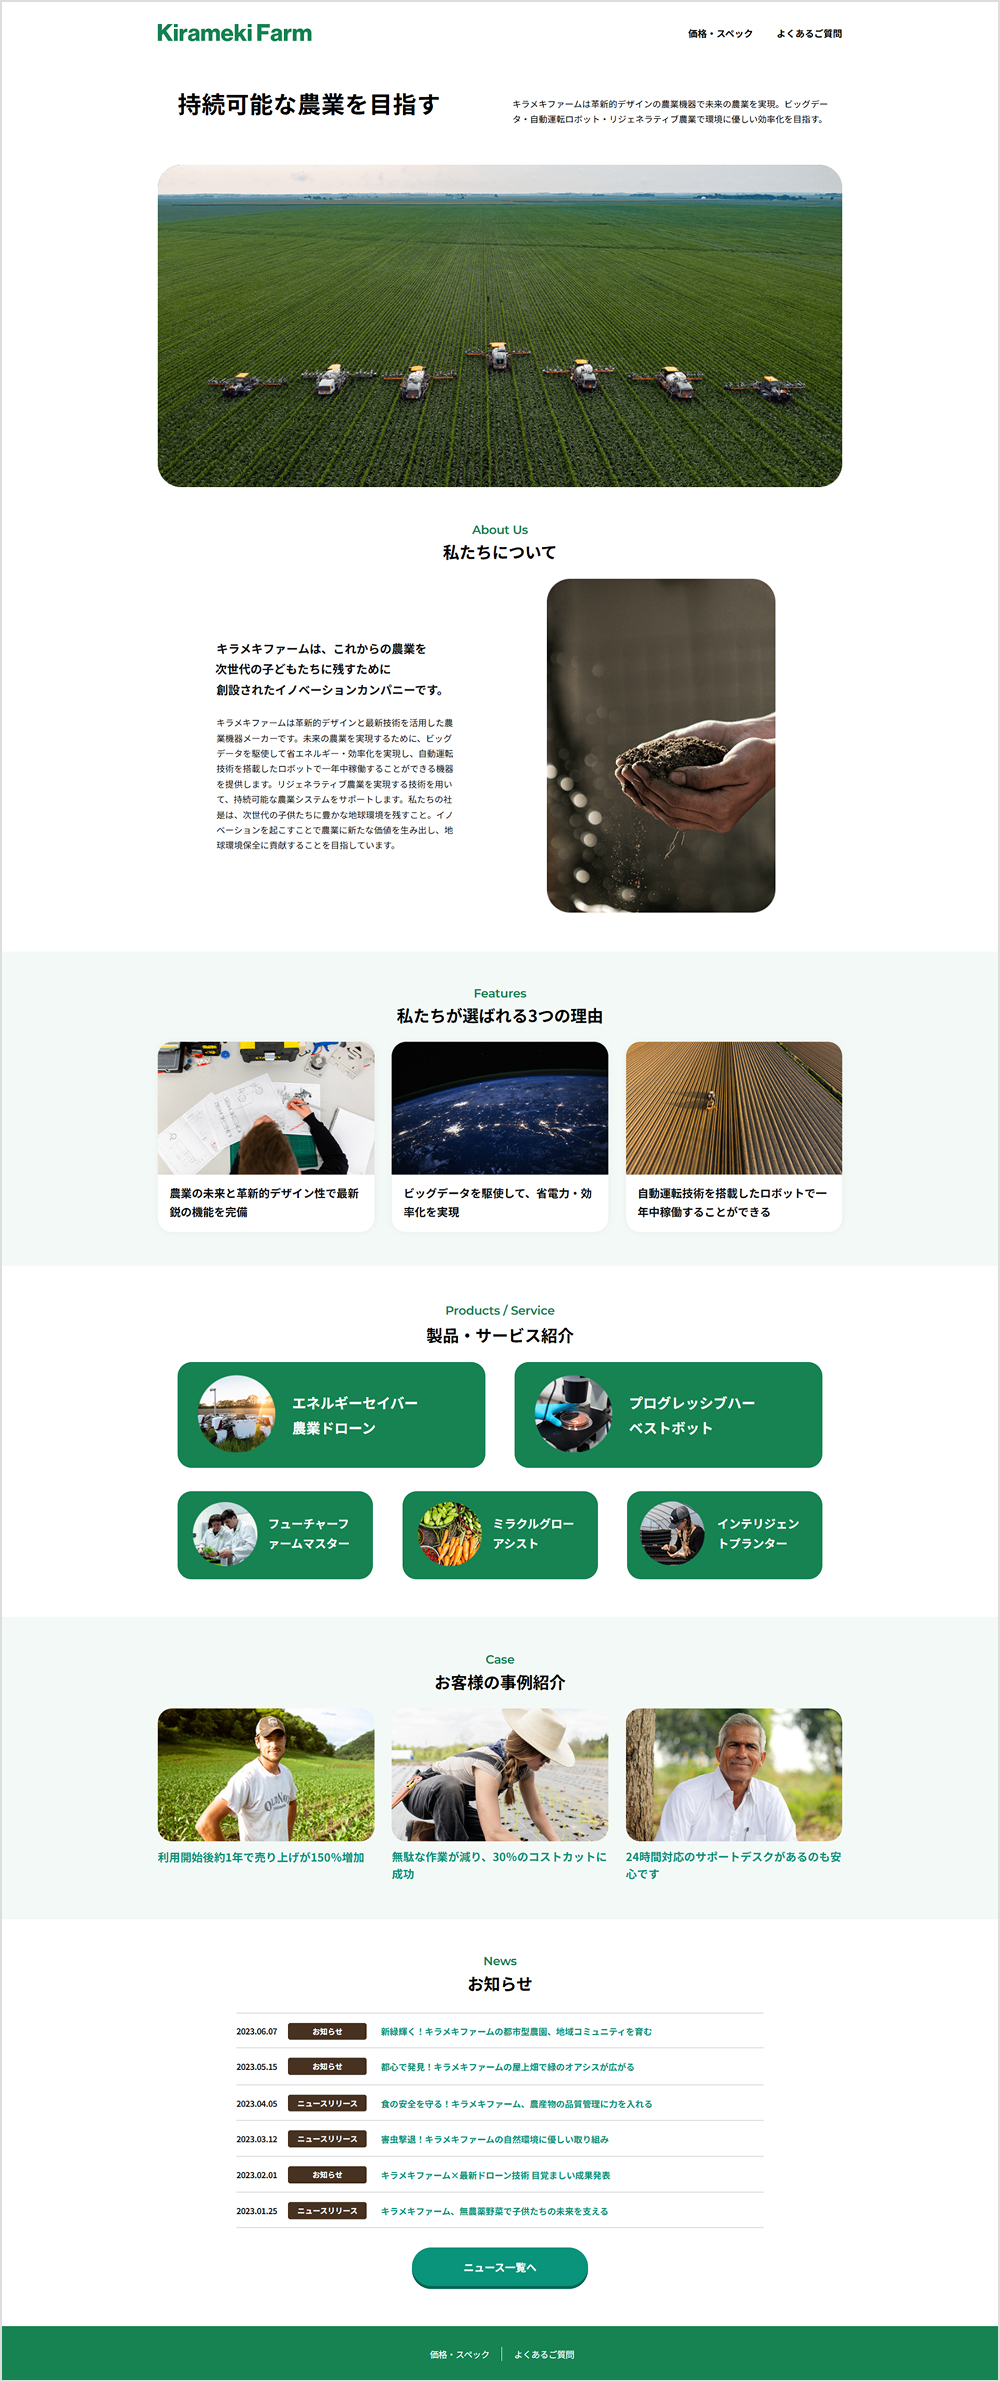 Kirameki Farm
価格・スペック
よくあるご質問
持続可能な農業を目指す
キラメキファームは革新的デザインの農業機器で未来の農業を実現。ビッグデー
タ・自動運転ロボット・リジェネラティブ農業で環境に優しい効率化を目指す。
About Us
私たちについて
キラメキファームは、これからの農業を
次世代の子どもたちに残すために
創設されたイノベーションカンパニーです。
キラメキファームは革新的デザインと最新技術を活用した農
業機器メーカーです。未来の農業を実現するために、ビッグ
データを駆使して省エネルギー・効率化を実現し、自動運転
技術を搭載したロボットで一年中稼働することができる機器
を提供します。リジェネラティブ農業を実現する技術を用い
て、持続可能な農業システムをサポートします。私たちの社
是は、次世代の子供たちに豊かな地球環境を残すこと。イノ
ベーションを起こすことで農業に新たな価値を生み出し、地
球環境保全に貢献することを目指しています。
Features
私たちが選ばれる3つの理由
農業の未来と革新的デザイン性で最新
鋭の機能を完備
ビッグデータを駆使して、省電力・効
率化を実現
自動運転技術を搭載したロボットで一
年中稼働することができる
Products / Service
製品・サービス紹介
エネルギーセイバー
農業ドローン
プログレッシブハー
ベストボット
フューチャーフ
ァームマスター
ミラクルグロー
アシスト
インテリジェン
トプランター
Case
お客様の事例紹介
利用開始後約1年で売り上げが150%増加
無駄な作業が減り、30%のコストカットに
成功
24時間対応のサポートデスクがあるのも安
心です
News
お知らせ
2023.06.07 お知らせ 新緑輝く！キラメキファームの都市型農園、地域コミュニティを育む
2023.05.15 お知らせ 都心で発見！キラメキファームの屋上畑で緑のオアシスが広がる
2023.04.05 ニュースリリース 食の安全を守る！キラメキファーム、農産物の品質管理に力を入れる
2023.03.12 ニュースリリース 害虫撃退！キラメキファームの自然環境に優しい取り組み
2023.02.01 お知らせ キラメキファーム×最新ドローン技術 目覚ましい成果発表
2023.01.25 ニュースリリース キラメキファーム、無農薬野菜で子供たちの未来を支える
ニュース一覧へ
価格・スペック
よくあるご質問